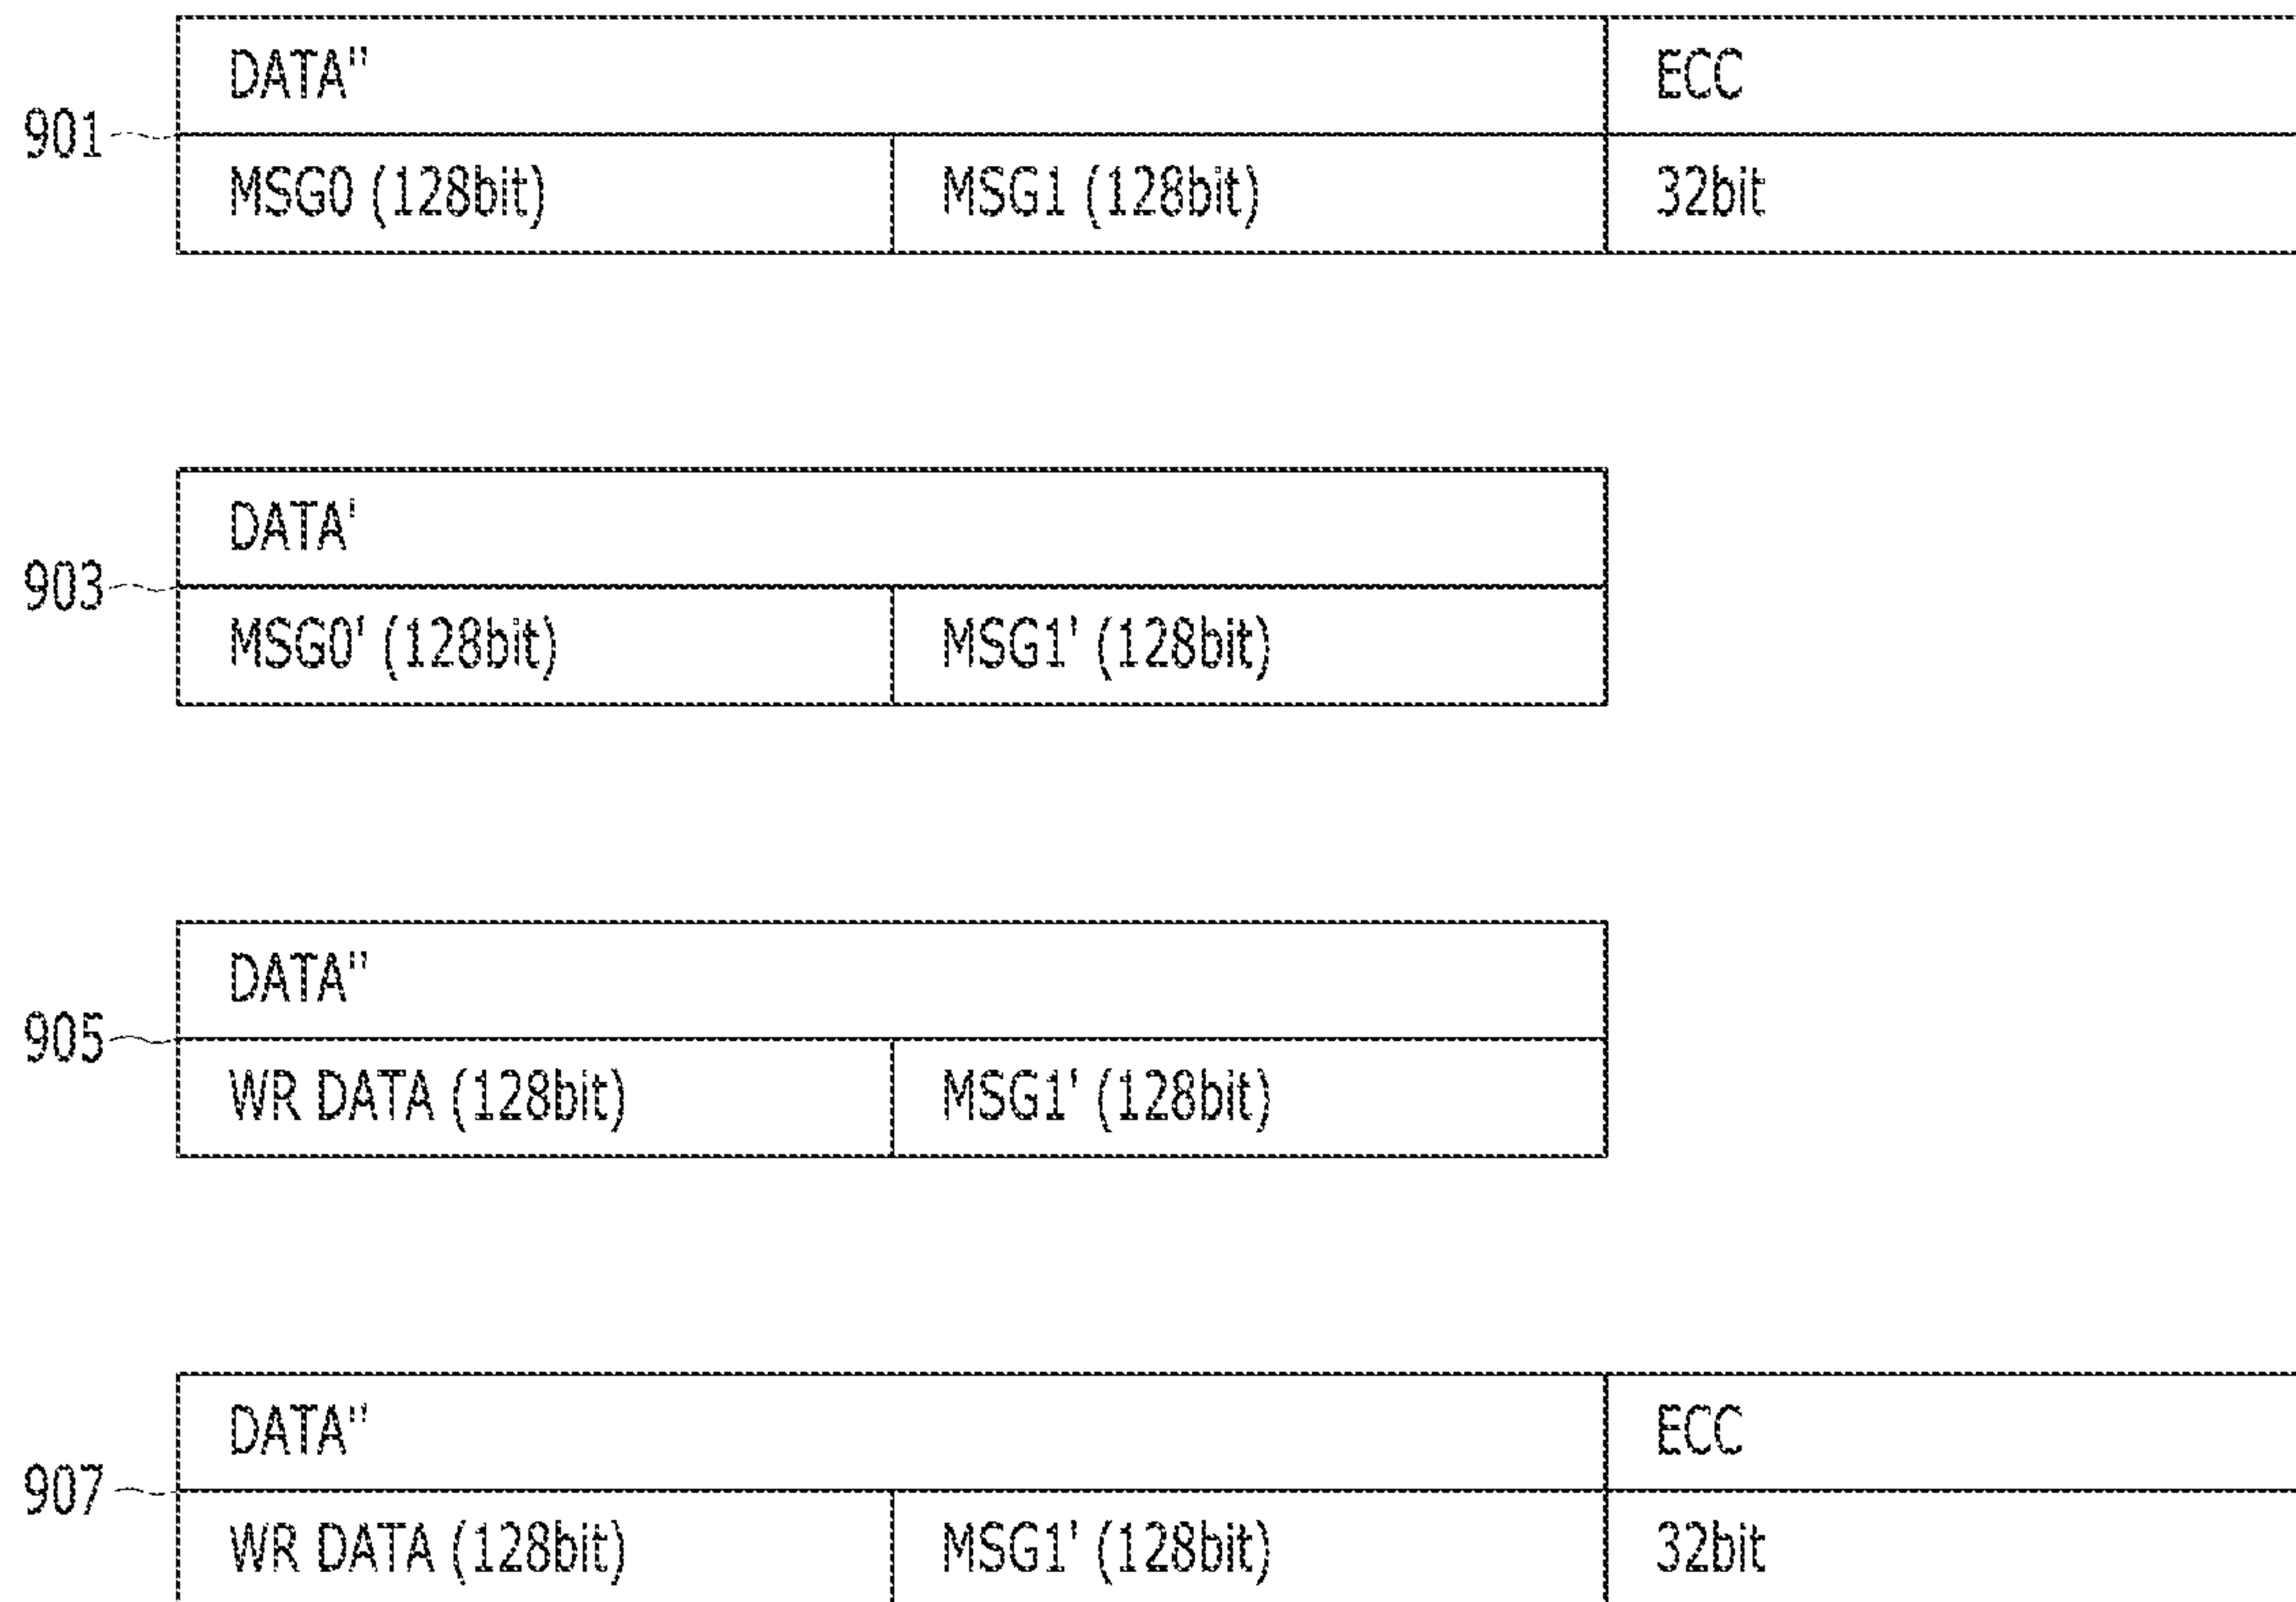 DATA" ECC
901
MSG0 (128bit) MSG1 (128bit) 32bit
DATA'
903
MSG0' (128bit) MSG1' (128bit)
DATA"
905
WR DATA (128bit) MSG1' (128bit)
DATA" ECC
907
WR DATA (128bit) MSG1' (128bit) 32bit